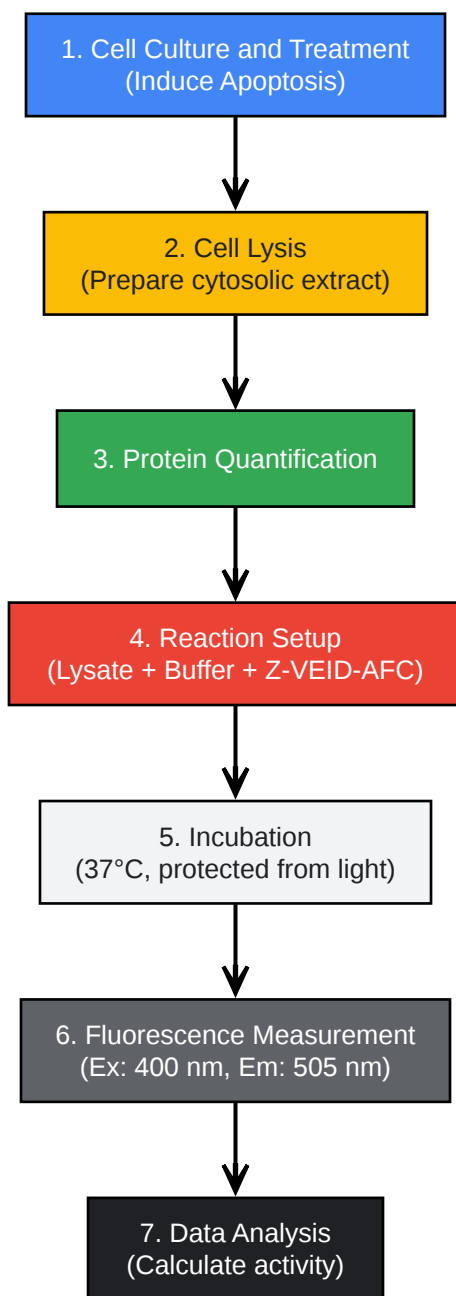 1. Cell Culture and Treatment
(Induce Apoptosis)
2. Cell Lysis
(Prepare cytosolic extract)
3. Protein Quantification
4. Reaction Setup
(Lysate + Buffer + Z-VEID-AFC)
5. Incubation
(37°C, protected from light)
6. Fluorescence Measurement
(Ex: 400 nm, Em: 505 nm)
7. Data Analysis
(Calculate activity)